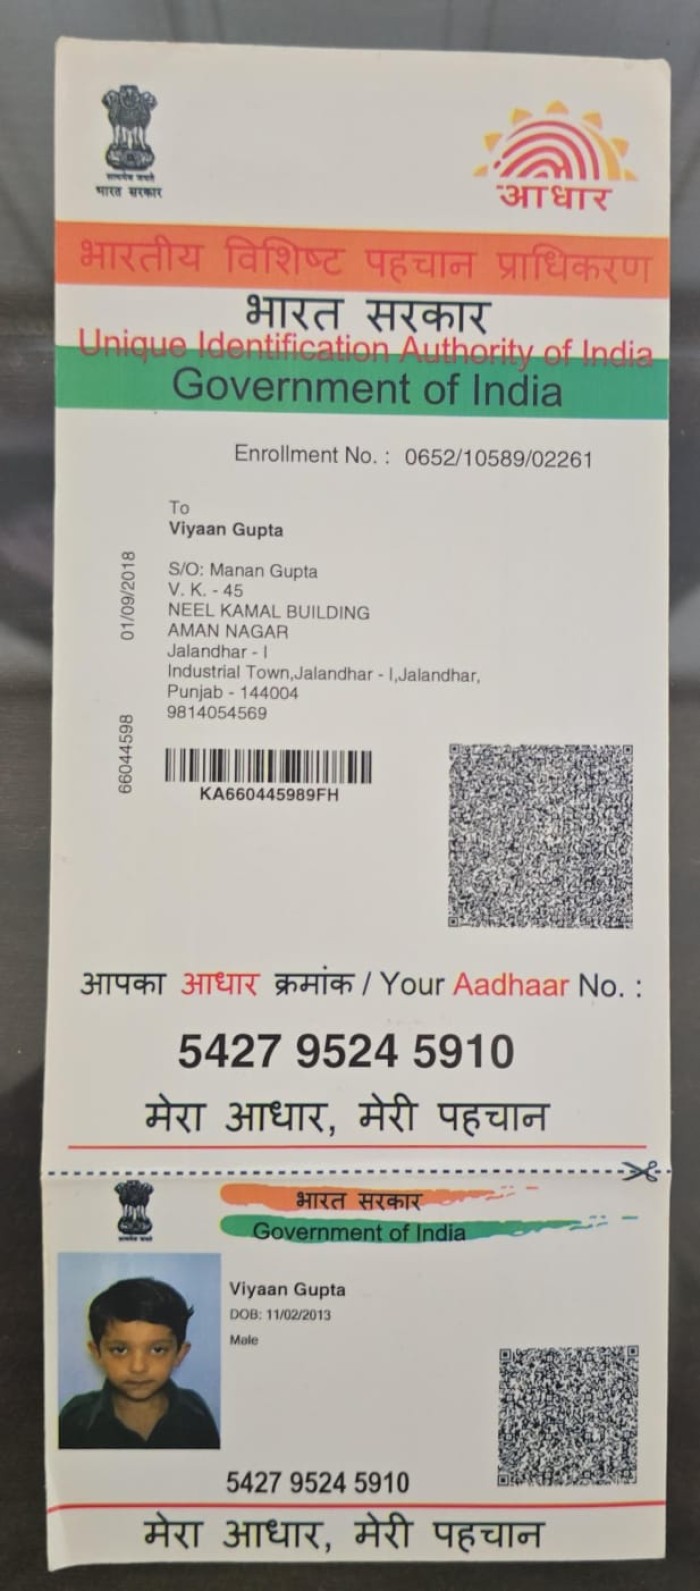 सत्यमेव जयते
भारत सरकार
आधार
भारतीय विशिष्ट पहचान प्राधिकरण
भारत सरकार
Unique Identification Authority of India
Government of India
Enrollment No. : 0652/10589/02261
To
Viyaan Gupta
S/O: Manan Gupta
V. K. - 45
NEEL KAMAL BUILDING
AMAN NAGAR
Jalandhar - I
Industrial Town,Jalandhar - I,Jalandhar,
Punjab - 144004
9814054569
01/09/2018
66044598
KA660445989FH
आपका आधार क्रमांक / Your Aadhaar No. :
5427 9524 5910
मेरा आधार, मेरी पहचान
भारत सरकार
Government of India
Viyaan Gupta
DOB: 11/02/2013
Male
5427 9524 5910
मेरा आधार, मेरी पहचान